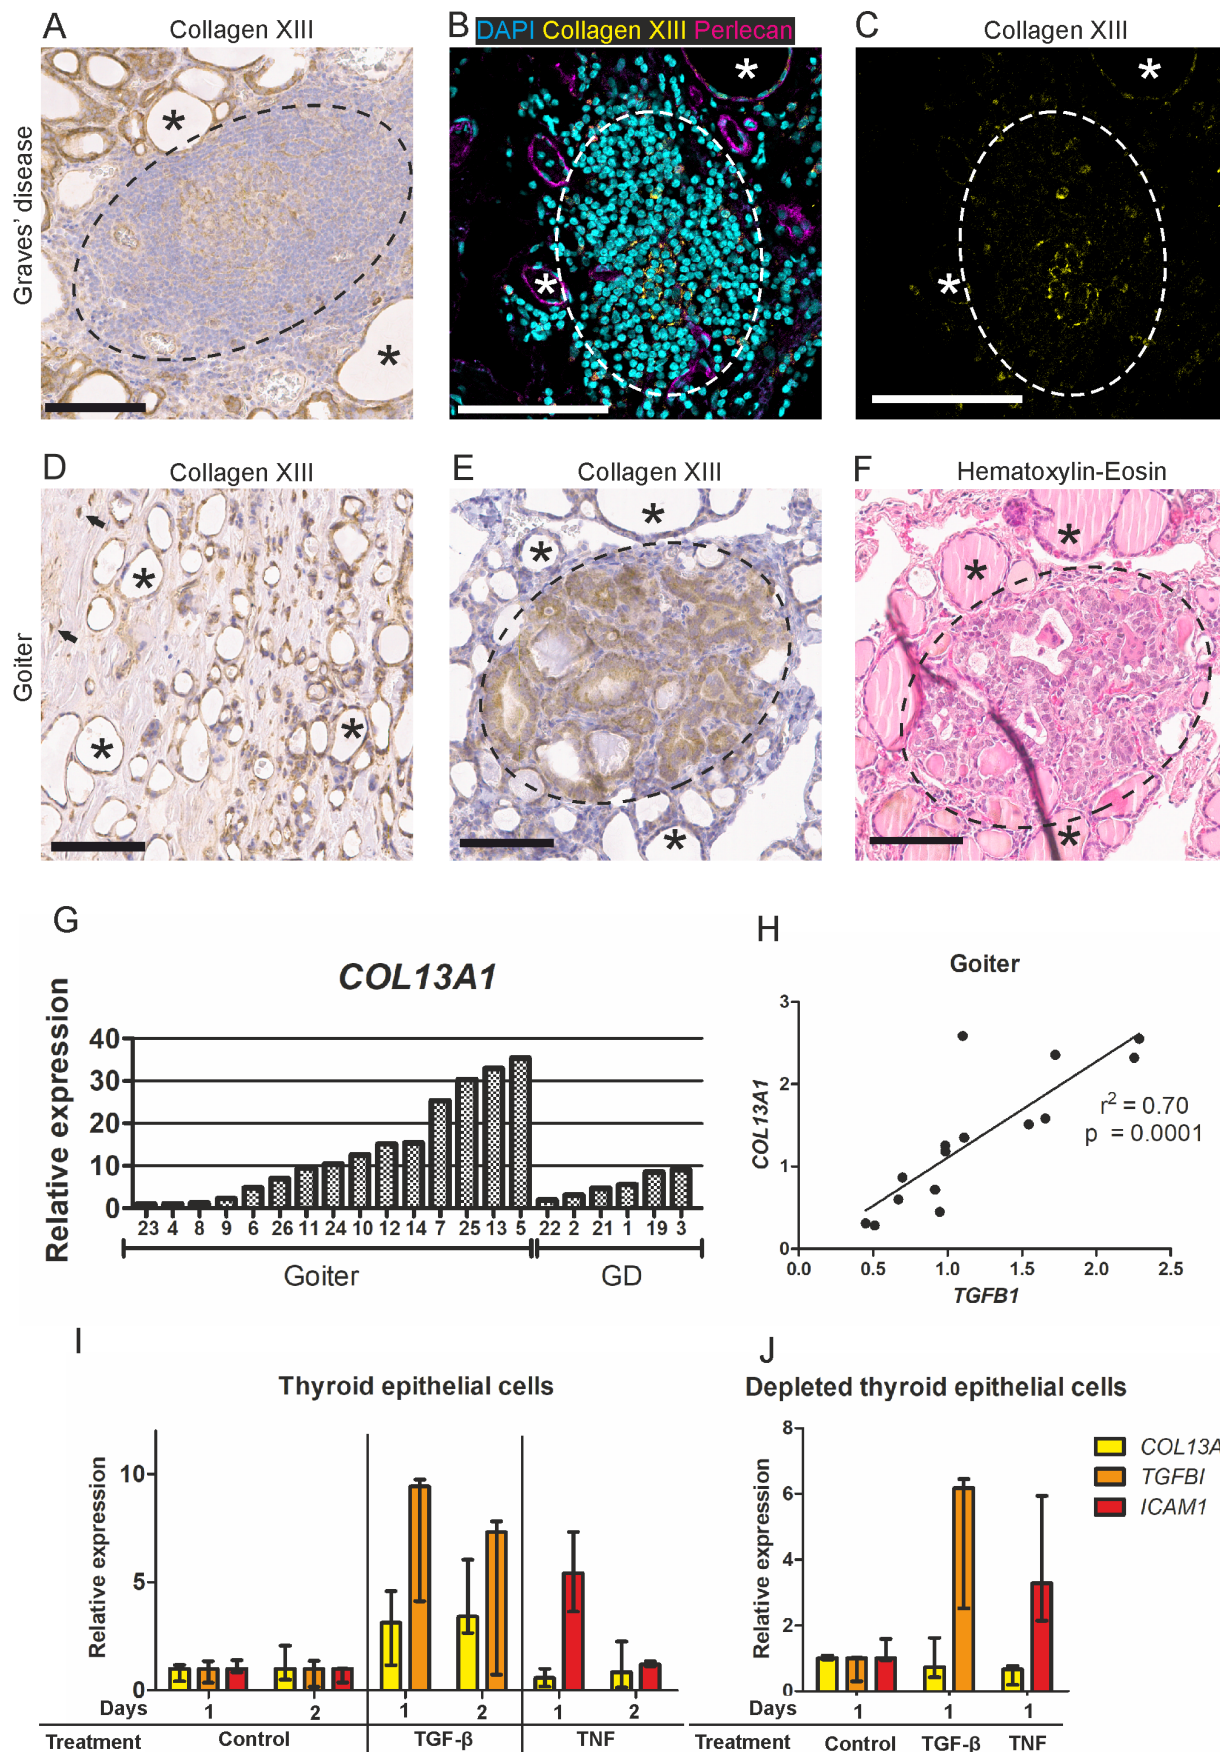 A
Collagen XIII
B
DAPI Collagen XIII Perlecan
C
Collagen XIII
Graves' disease
*
*
*
*
*
*
D
Collagen XIII
E
Collagen XIII
F
Hematoxylin-Eosin
Goiter
*
*
*
*
*
*
*
*
*
G
COL13A1
Relative expression
40
30
20
10
0
23 4 8 9 6 26 11 24 10 12 14 7 25 13 5 22 2 21 1 19 3
Goiter
GD
H
Goiter
COL13A1
3
2
1
0
r² = 0.70
p = 0.0001
0.0 0.5 1.0 1.5 2.0 2.5
TGFB1
I
Thyroid epithelial cells
Relative expression
10
5
0
Days 1 2 1 2 1 2
Treatment Control TGF-β TNF
J
Depleted thyroid epithelial cells
Relative expression
8
6
4
2
0
COL13A
TGFBI
ICAM1
Days 1 1 1
Treatment Control TGF-β TNF